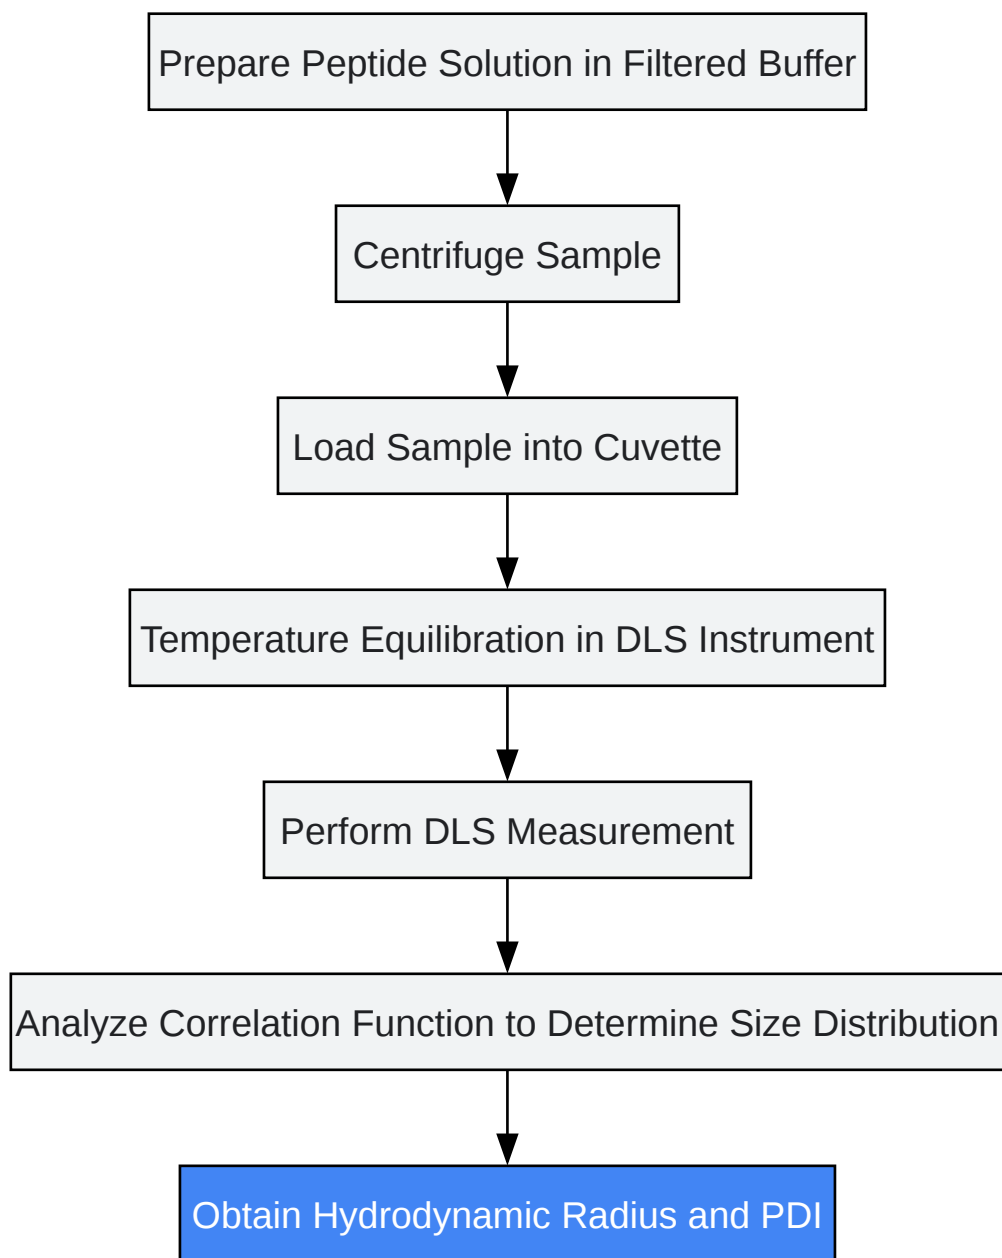 Prepare Peptide Solution in Filtered Buffer
Centrifuge Sample
Load Sample into Cuvette
Temperature Equilibration in DLS Instrument
Perform DLS Measurement
Analyze Correlation Function to Determine Size Distribution
Obtain Hydrodynamic Radius and PDI